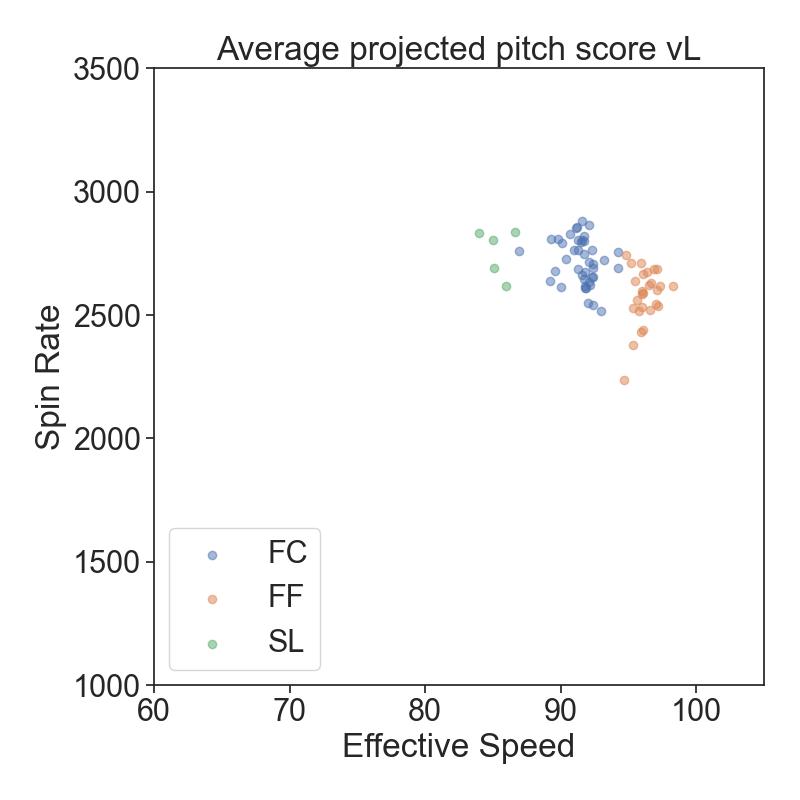 Average projected pitch score vL
3500
3000
2500
2000
1500
1000
Spin Rate
FC
FF
SL
60 70 80 90 100
Effective Speed